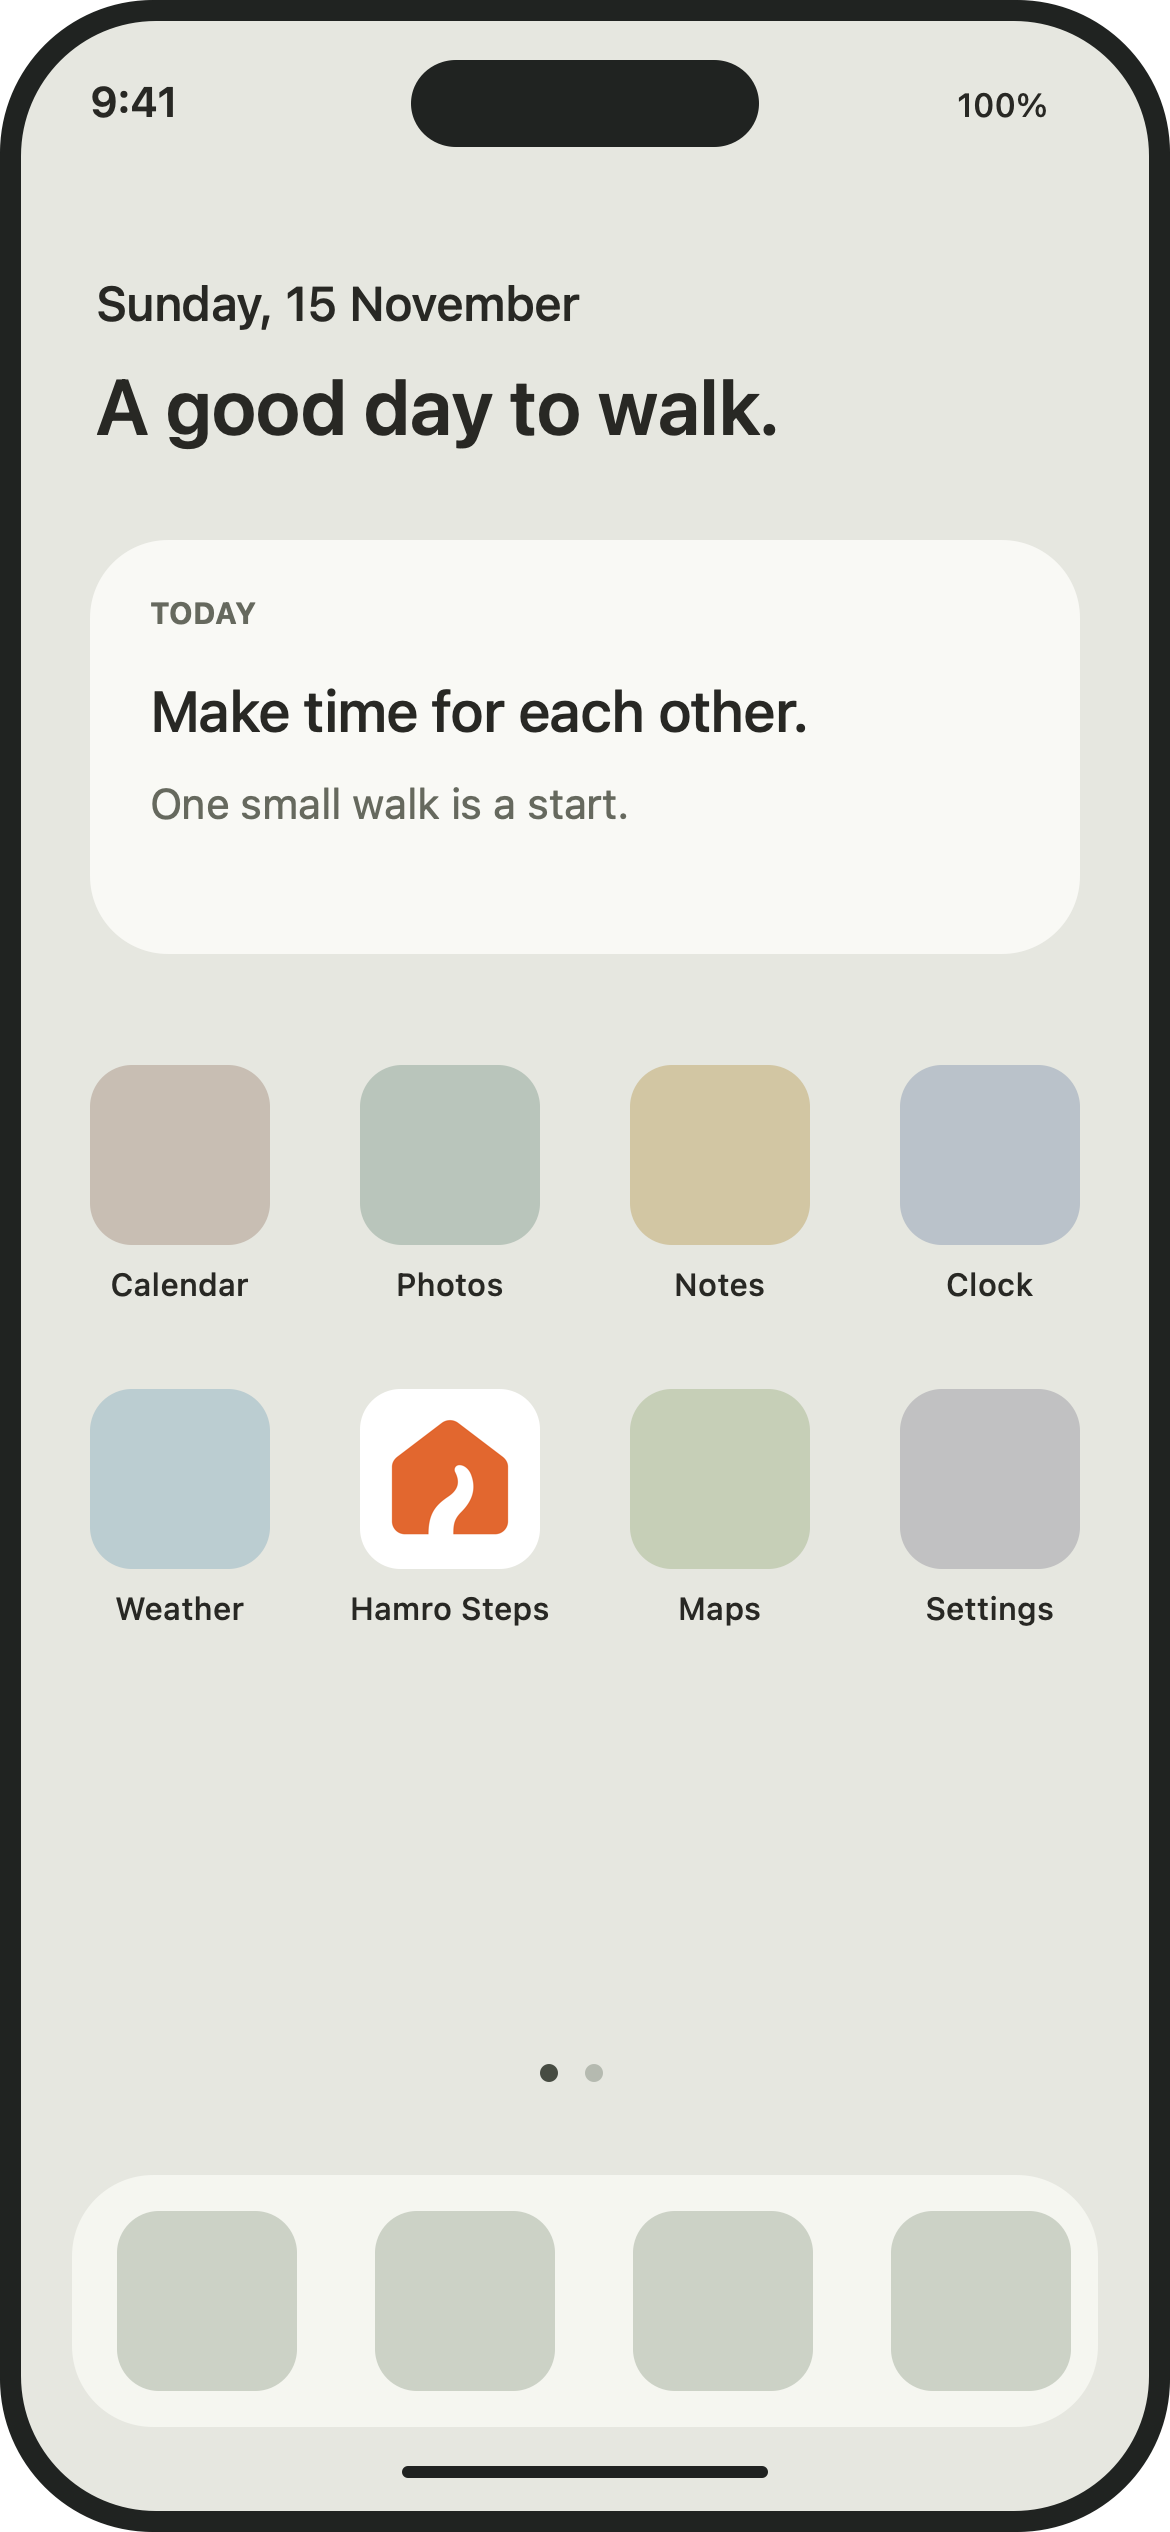 9:41
100%
Sunday, 15 November
A good day to walk.
TODAY
Make time for each other.
One small walk is a start.
Calendar
Photos
Notes
Clock
Weather
Hamro Steps
Maps
Settings